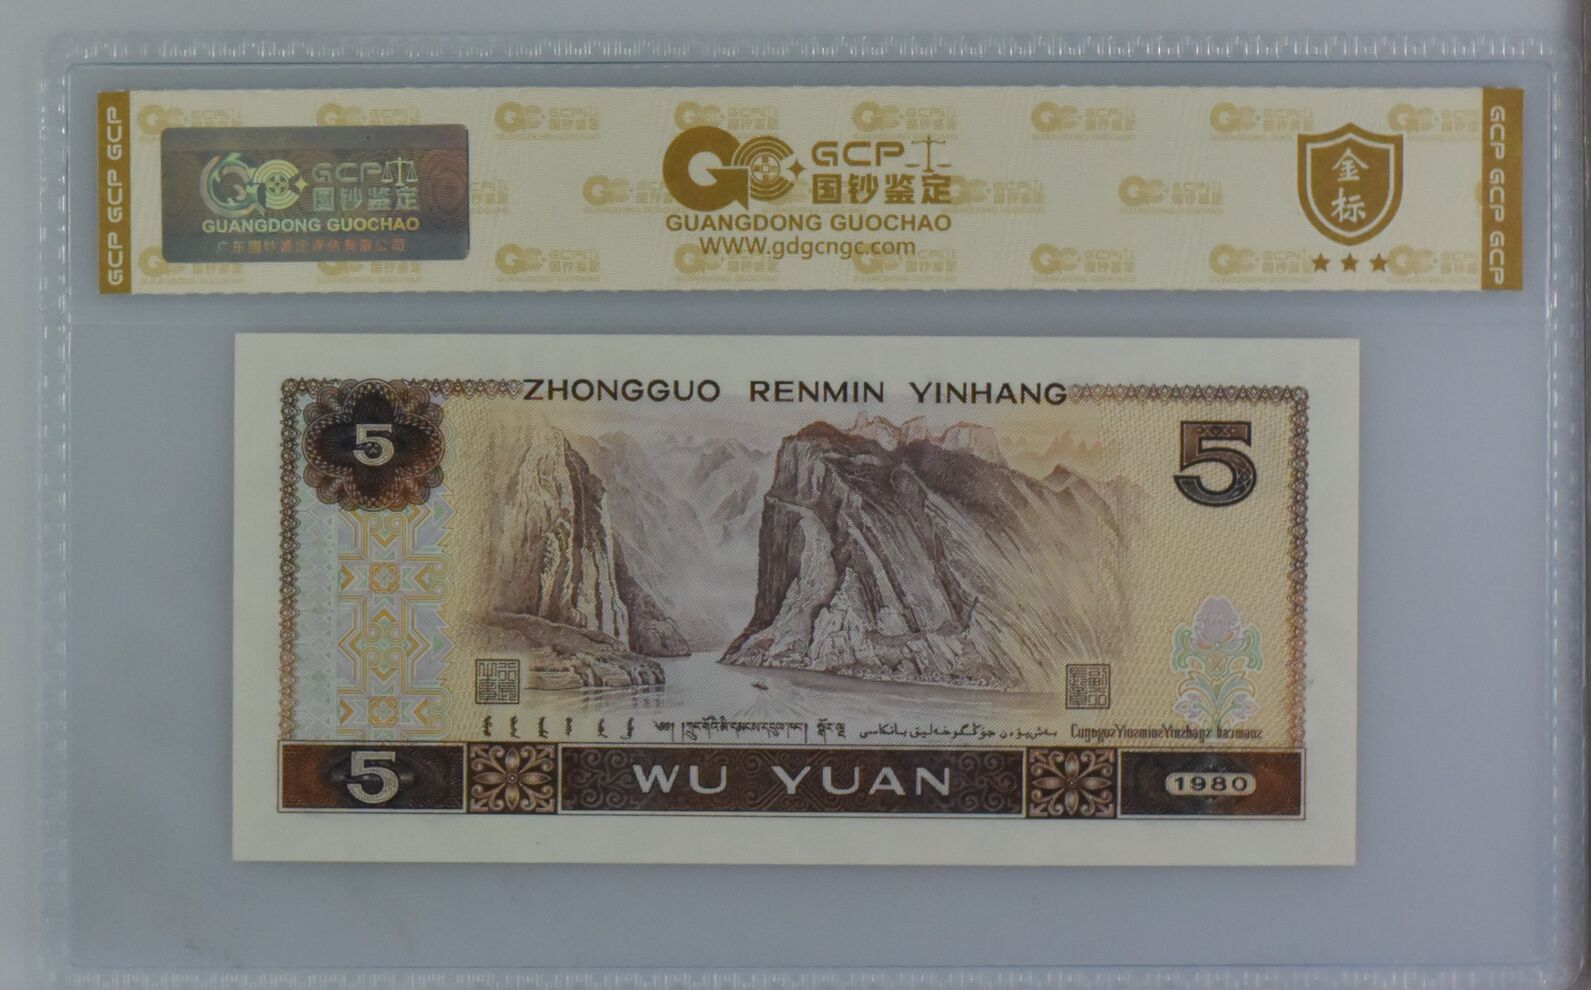 GCP GCP GCP
GCP
国钞鉴定
GUANGDONG GUOCHAO
广东国钞鉴定评估有限公司
GCP
国钞鉴定
GUANGDONG GUOCHAO
WWW.gdgcngc.com
金
标
GCP GCP GCP
ZHONGGUO RENMIN YINHANG
5
5
5
WU YUAN
1980